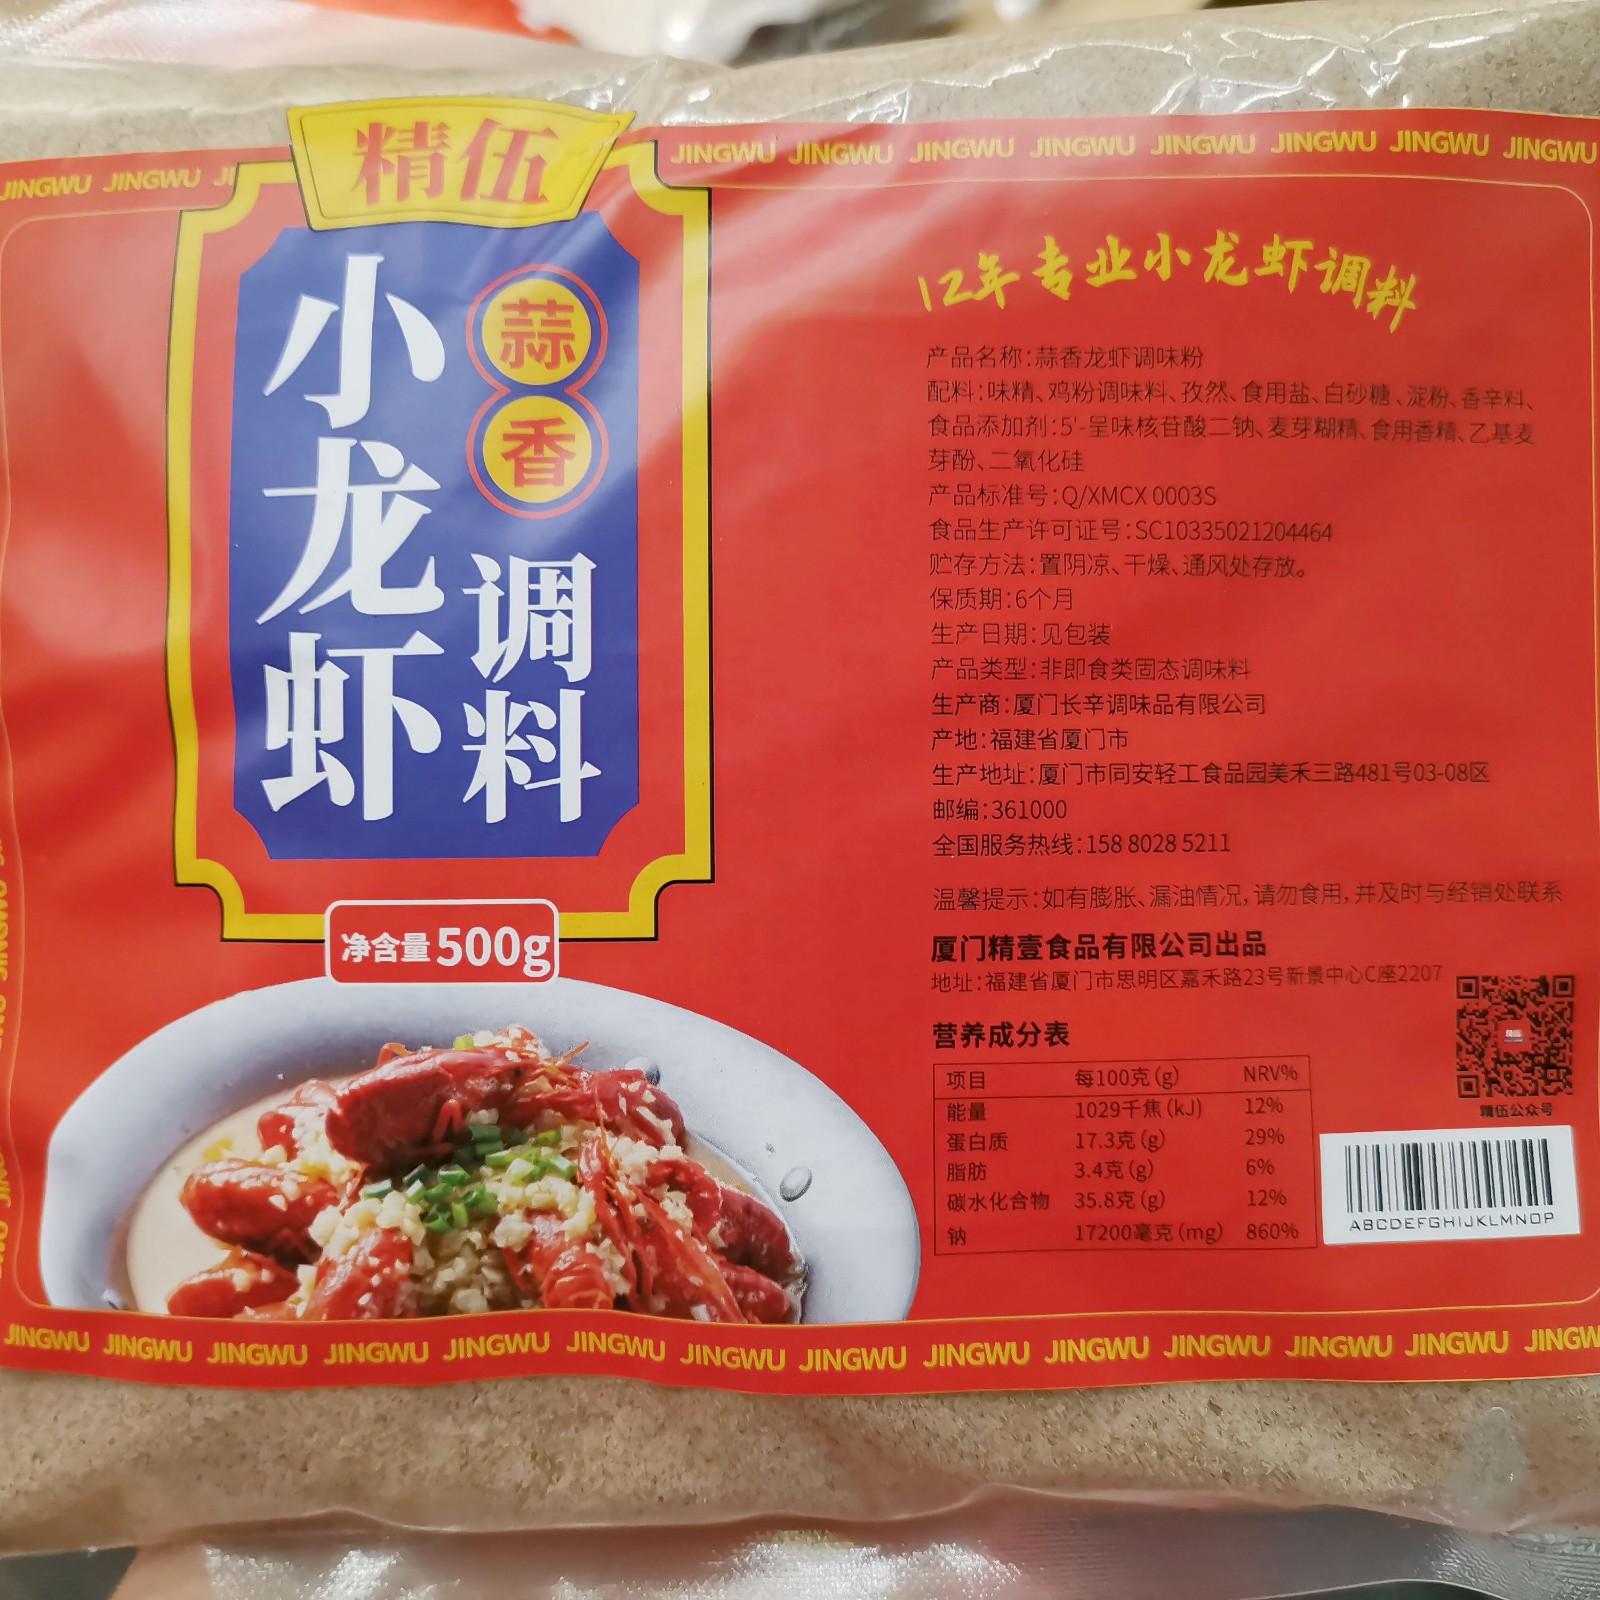 JINGWU JINGWU JI
JINGWU JINGWU JINGWU JINGWU JINGWU JINGWU JINGWU JINGWU
精伍
小龙虾
蒜香
调料
净含量500g
12年专业小龙虾调料
产品名称:蒜香龙虾调味粉
配料:味精、鸡粉调味料、孜然、食用盐、白砂糖、淀粉、香辛料、
食品添加剂:5'-呈味核苷酸二钠、麦芽糊精、食用香精、乙基麦
芽酚、二氧化硅
产品标准号:Q/XMCX 0003S
食品生产许可证号:SC10335021204464
贮存方法:置阴凉、干燥、通风处存放。
保质期:6个月
生产日期:见包装
产品类型:非即食类固态调味料
生产商:厦门长辛调味品有限公司
产地:福建省厦门市
生产地址:厦门市同安轻工食品园美禾三路481号03-08区
邮编:361000
全国服务热线:158 8028 5211
温馨提示:如有膨胀、漏油情况,请勿食用,并及时与经销处联系
厦门精壹食品有限公司出品
地址:福建省厦门市思明区嘉禾路23号新景中心C座2207
精伍公众号
营养成分表
项目 每100克(g) NRV%
能量 1029千焦(kJ) 12%
蛋白质 17.3克(g) 29%
脂肪 3.4克(g) 6%
碳水化合物 35.8克(g) 12%
钠 17200毫克(mg) 860%
ABCDEFGHIJKLMNOP
JINGWU JINGWU JINGWU JINGWU JINGWU JINGWU JINGWU JINGWU JINGWU JINGWU JINGWU JINGWU JINGWU JINGW